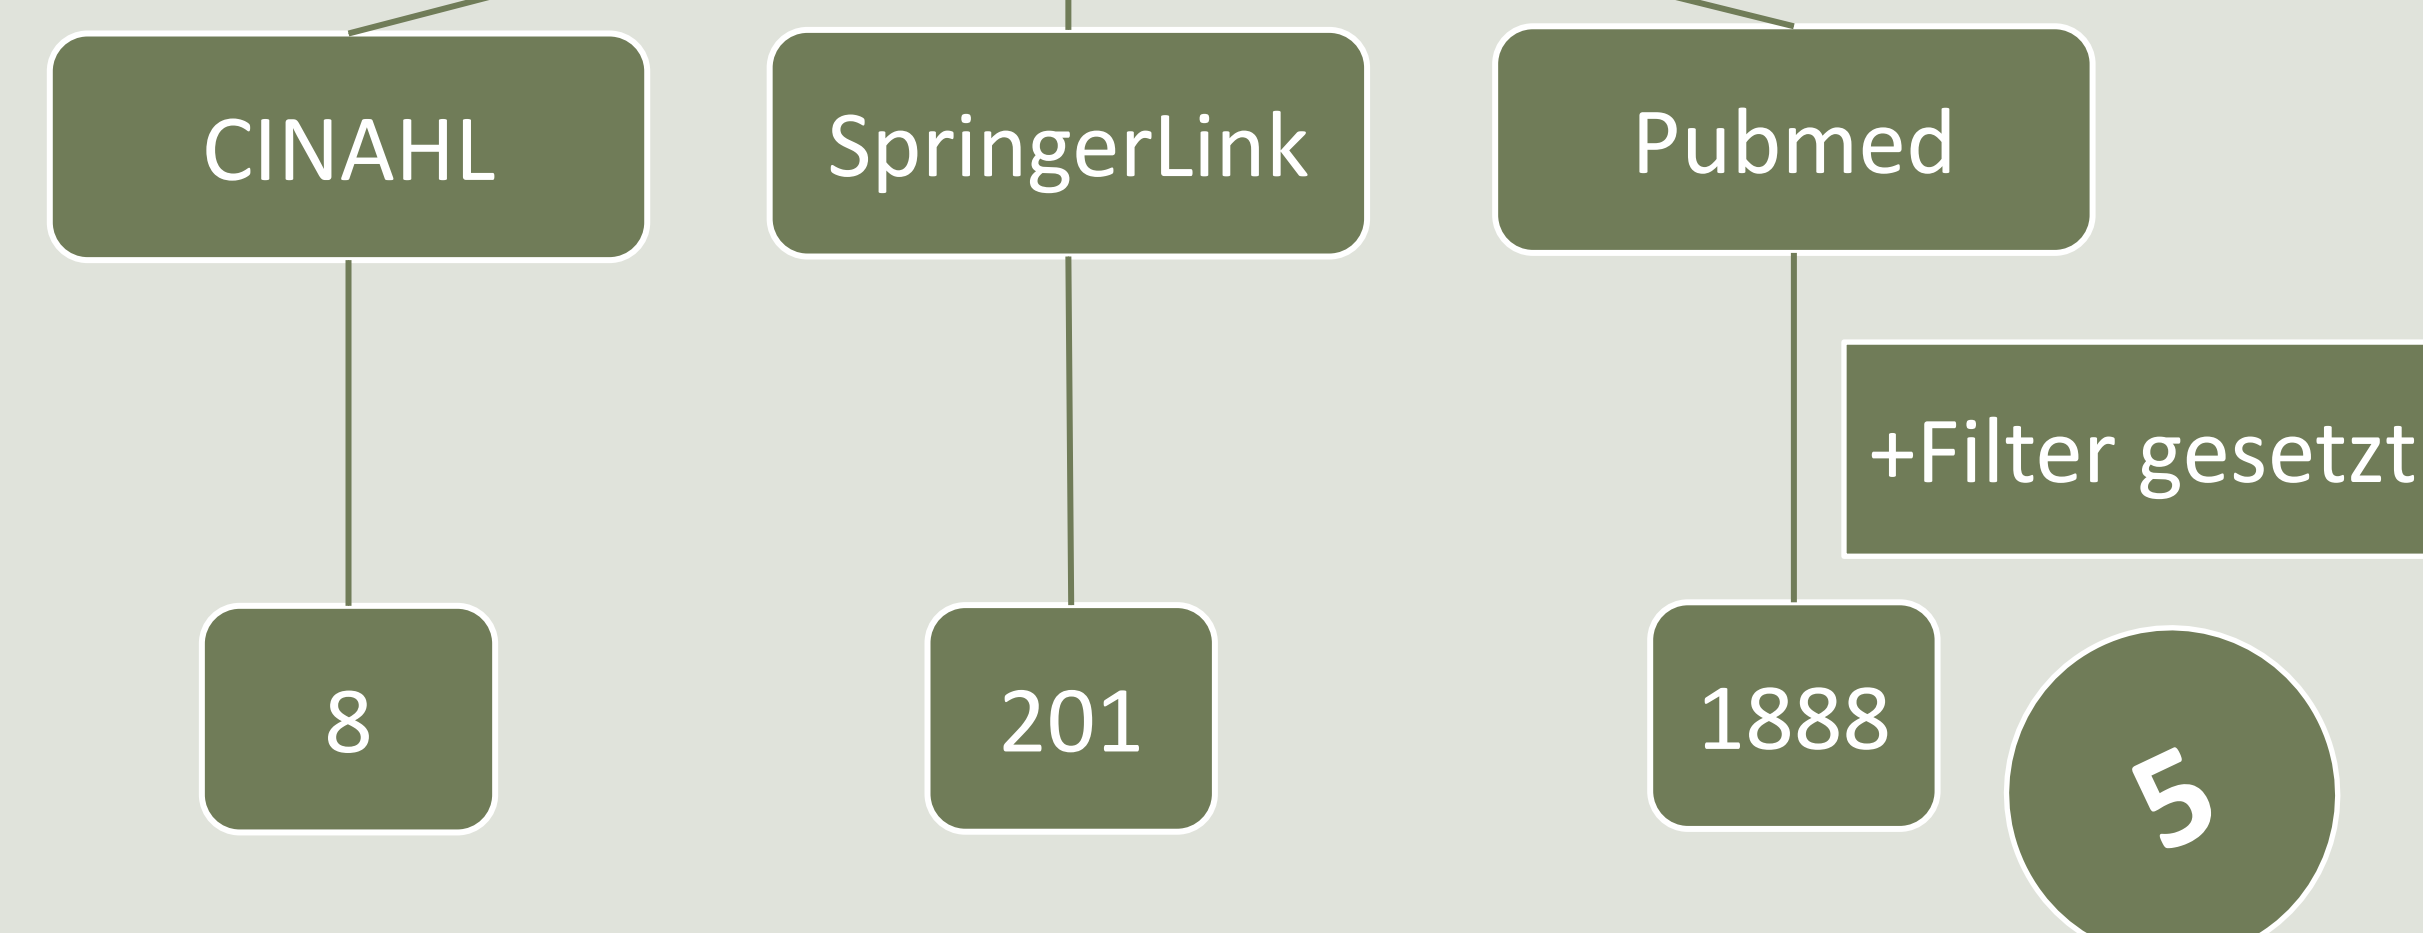 CINAHL
SpringerLink
Pubmed
+Filter gesetzt
8
201
1888
5